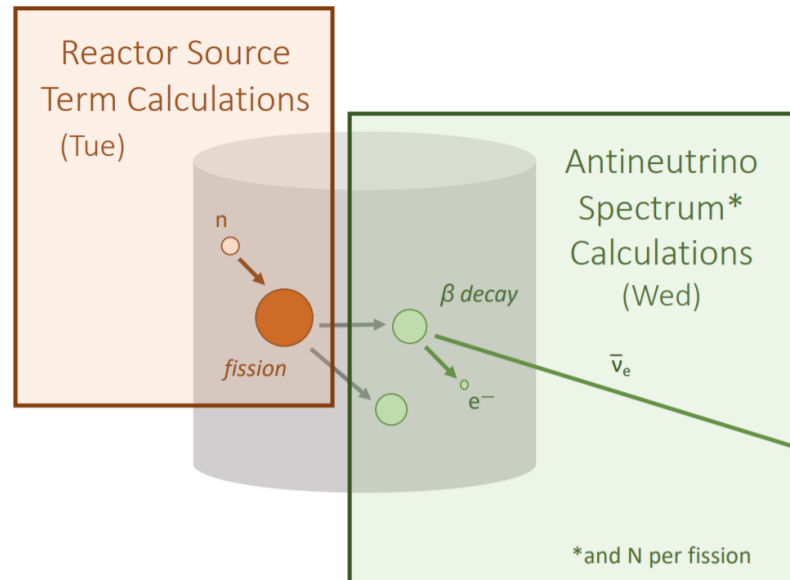 Reactor Source
Term Calculations
(Tue)
Antineutrino
Spectrum*
Calculations
(Wed)
n
β decay
fission
ν̅e
e−
*and N per fission